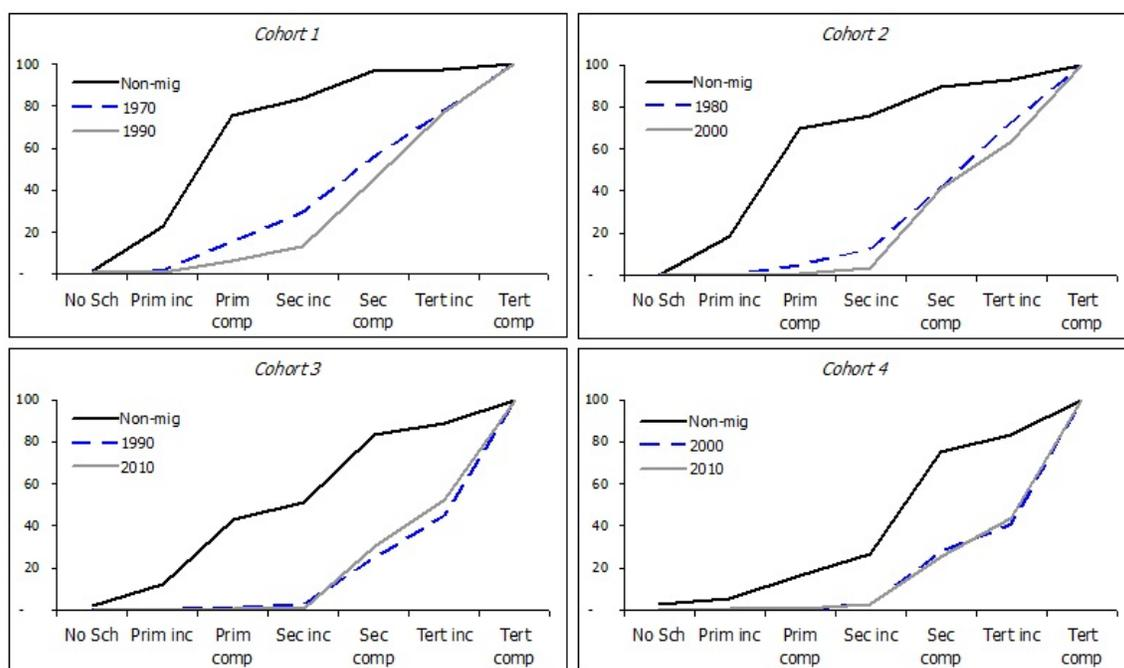 Cohort 1
100
80
60
40
20
-
Non-mig
1970
1990
No Sch Prim inc Prim comp Sec inc Sec comp Tert inc Tert comp
Cohort 2
100
80
60
40
20
-
Non-mig
1980
2000
No Sch Prim inc Prim comp Sec inc Sec comp Tert inc Tert comp
Cohort 3
100
80
60
40
20
-
Non-mig
1990
2010
No Sch Prim inc Prim comp Sec inc Sec comp Tert inc Tert comp
Cohort 4
100
80
60
40
20
-
Non-mig
2000
2010
No Sch Prim inc Prim comp Sec inc Sec comp Tert inc Tert comp